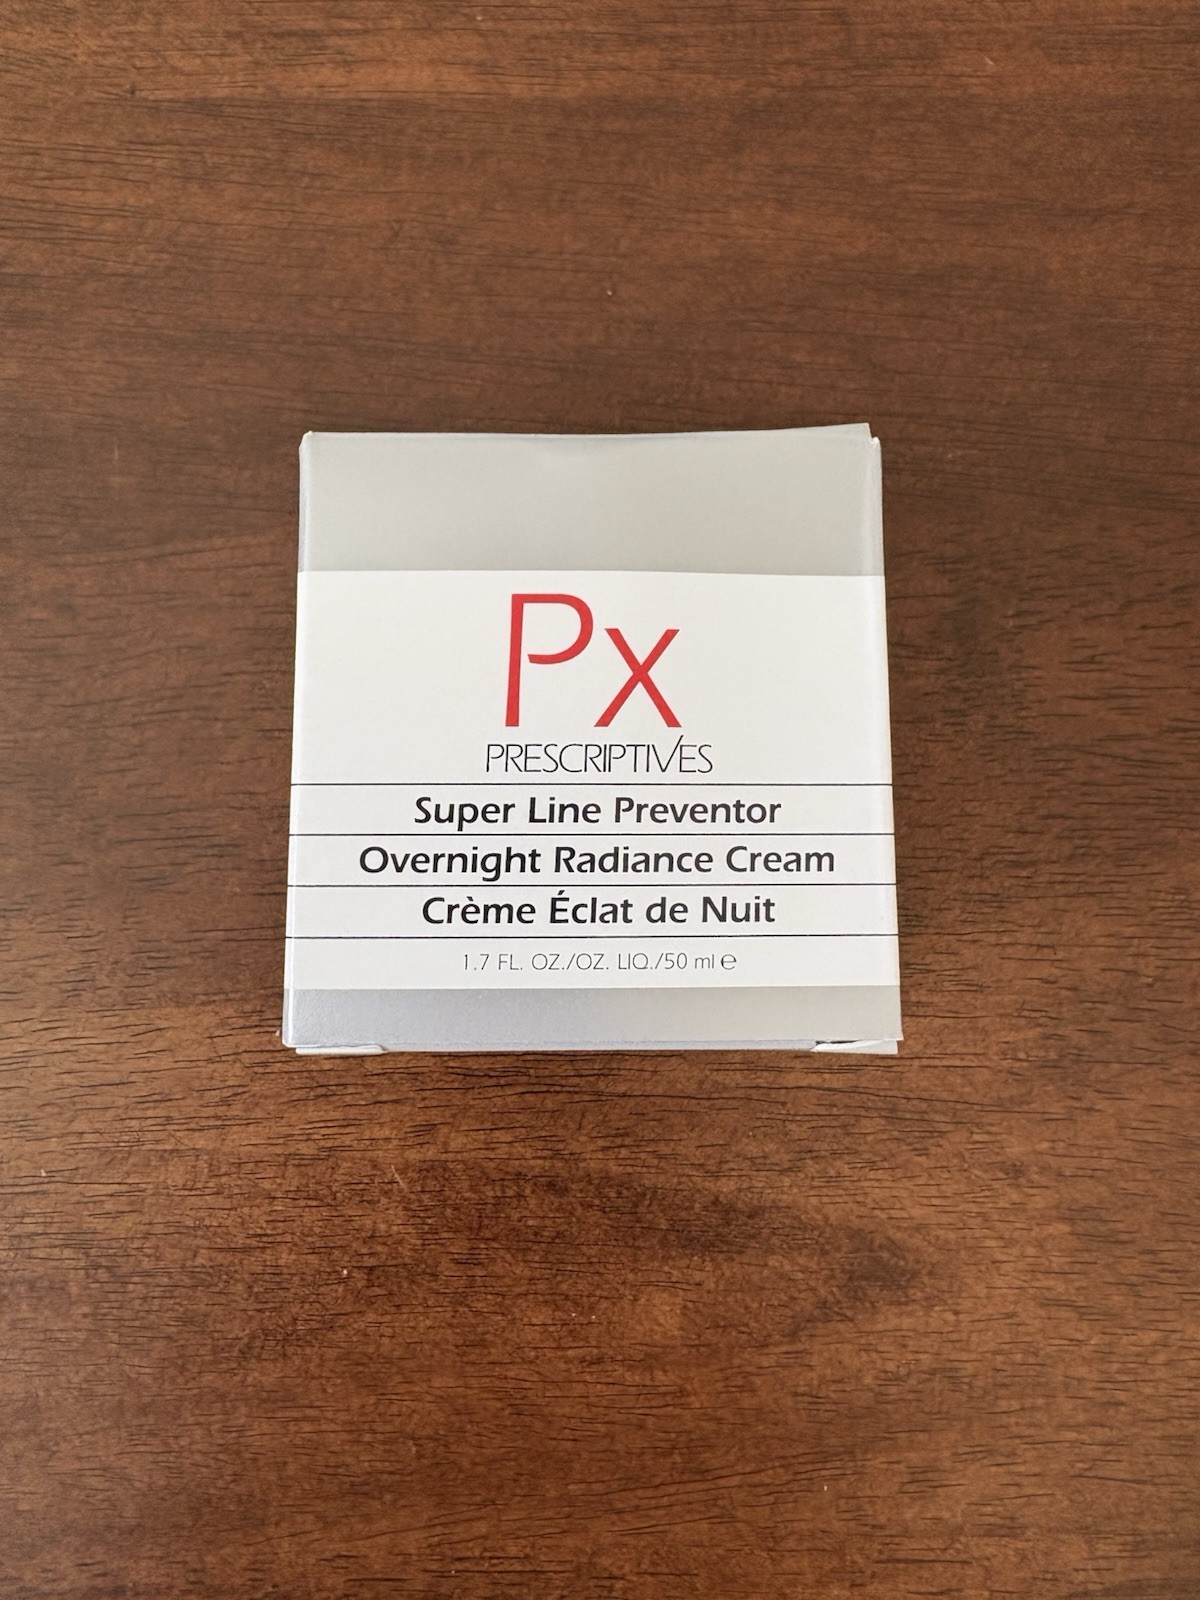 Px
PRESCRIPTIVES
Super Line Preventor
Overnight Radiance Cream
Crème Éclat de Nuit
1.7 FL. OZ./OZ. LIQ./50 ml ℮